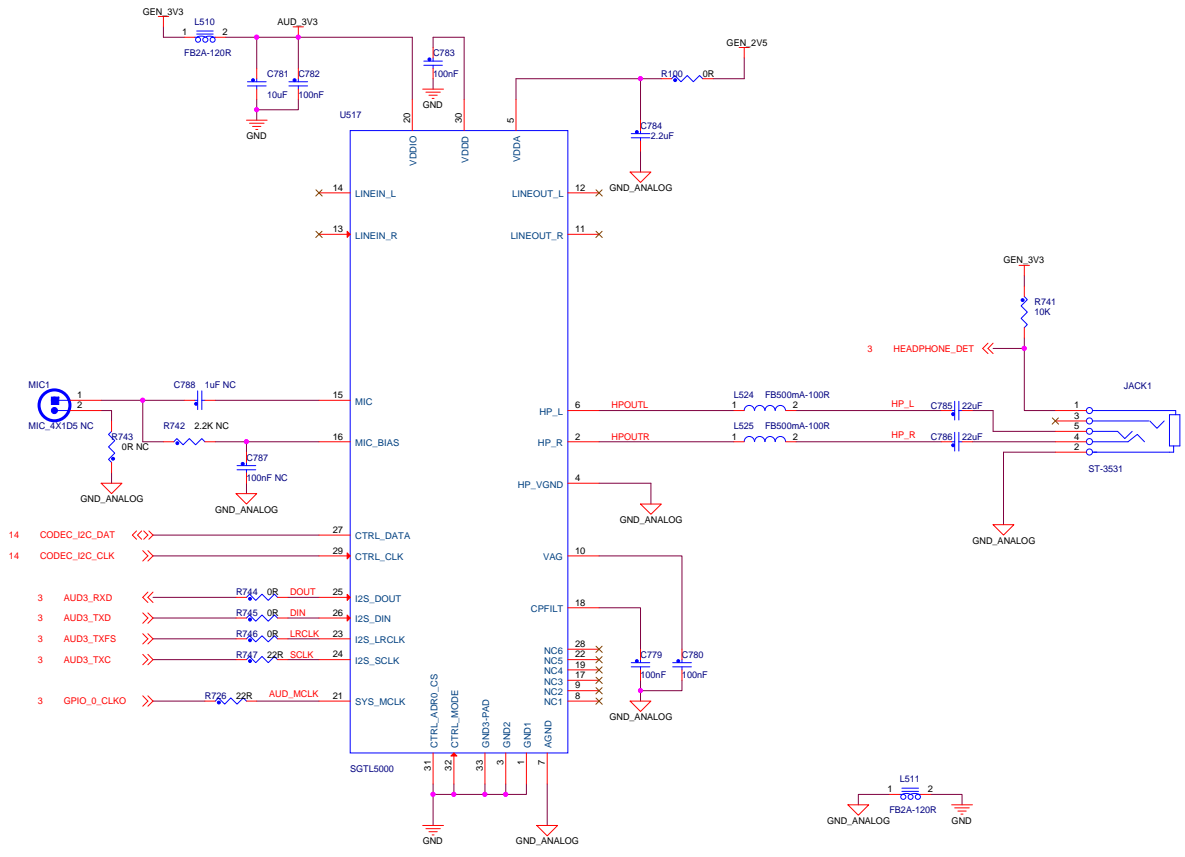 GEN_3V3
L510
1 2
FB2A-120R
AUD_3V3
C781
10uF
C782
100nF
GND
C783
100nF
GND
GEN_2V5
R100 0R
C784
2.2uF
GND_ANALOG
U517
20
30
5
VDDIO
VDDD
VDDA
14 LINEIN_L
LINEOUT_L 12
13 LINEIN_R
LINEOUT_R 11
GEN_3V3
R741
10K
3 HEADPHONE_DET
MIC1
1
2
MIC_4X1D5 NC
C788 1uF NC
15 MIC
R742 2.2K NC
16 MIC_BIAS
R743
0R NC
C787
100nF NC
GND_ANALOG
GND_ANALOG
HP_L 6 HPOUTL
L524 FB500mA-100R
1 2
HP_L
C785 22uF
HP_R 2 HPOUTR
L525 FB500mA-100R
1 2
HP_R
C786 22uF
JACK1
1
3
5
4
2
ST-3531
GND_ANALOG
HP_VGND 4
GND_ANALOG
14 CODEC_I2C_DAT
27 CTRL_DATA
14 CODEC_I2C_CLK
29 CTRL_CLK
VAG 10
3 AUD3_RXD
R744 0R DOUT
25 I2S_DOUT
3 AUD3_TXD
R745 0R DIN
26 I2S_DIN
CPFILT 18
3 AUD3_TXFS
R746 0R LRCLK
23 I2S_LRCLK
3 AUD3_TXC
R747 22R SCLK
24 I2S_SCLK
3 GPIO_0_CLKO
R726 22R AUD_MCLK
21 SYS_MCLK
NC6 28
NC5 22
NC4 19
NC3 17
NC2 9
NC1 8
C779
100nF
C780
100nF
GND_ANALOG
CTRL_ADR0_CS
CTRL_MODE
GND3-PAD
GND2
GND1
AGND
31
32
33
3
1
7
SGTL5000
GND
GND_ANALOG
L511
1 2
FB2A-120R
GND_ANALOG
GND